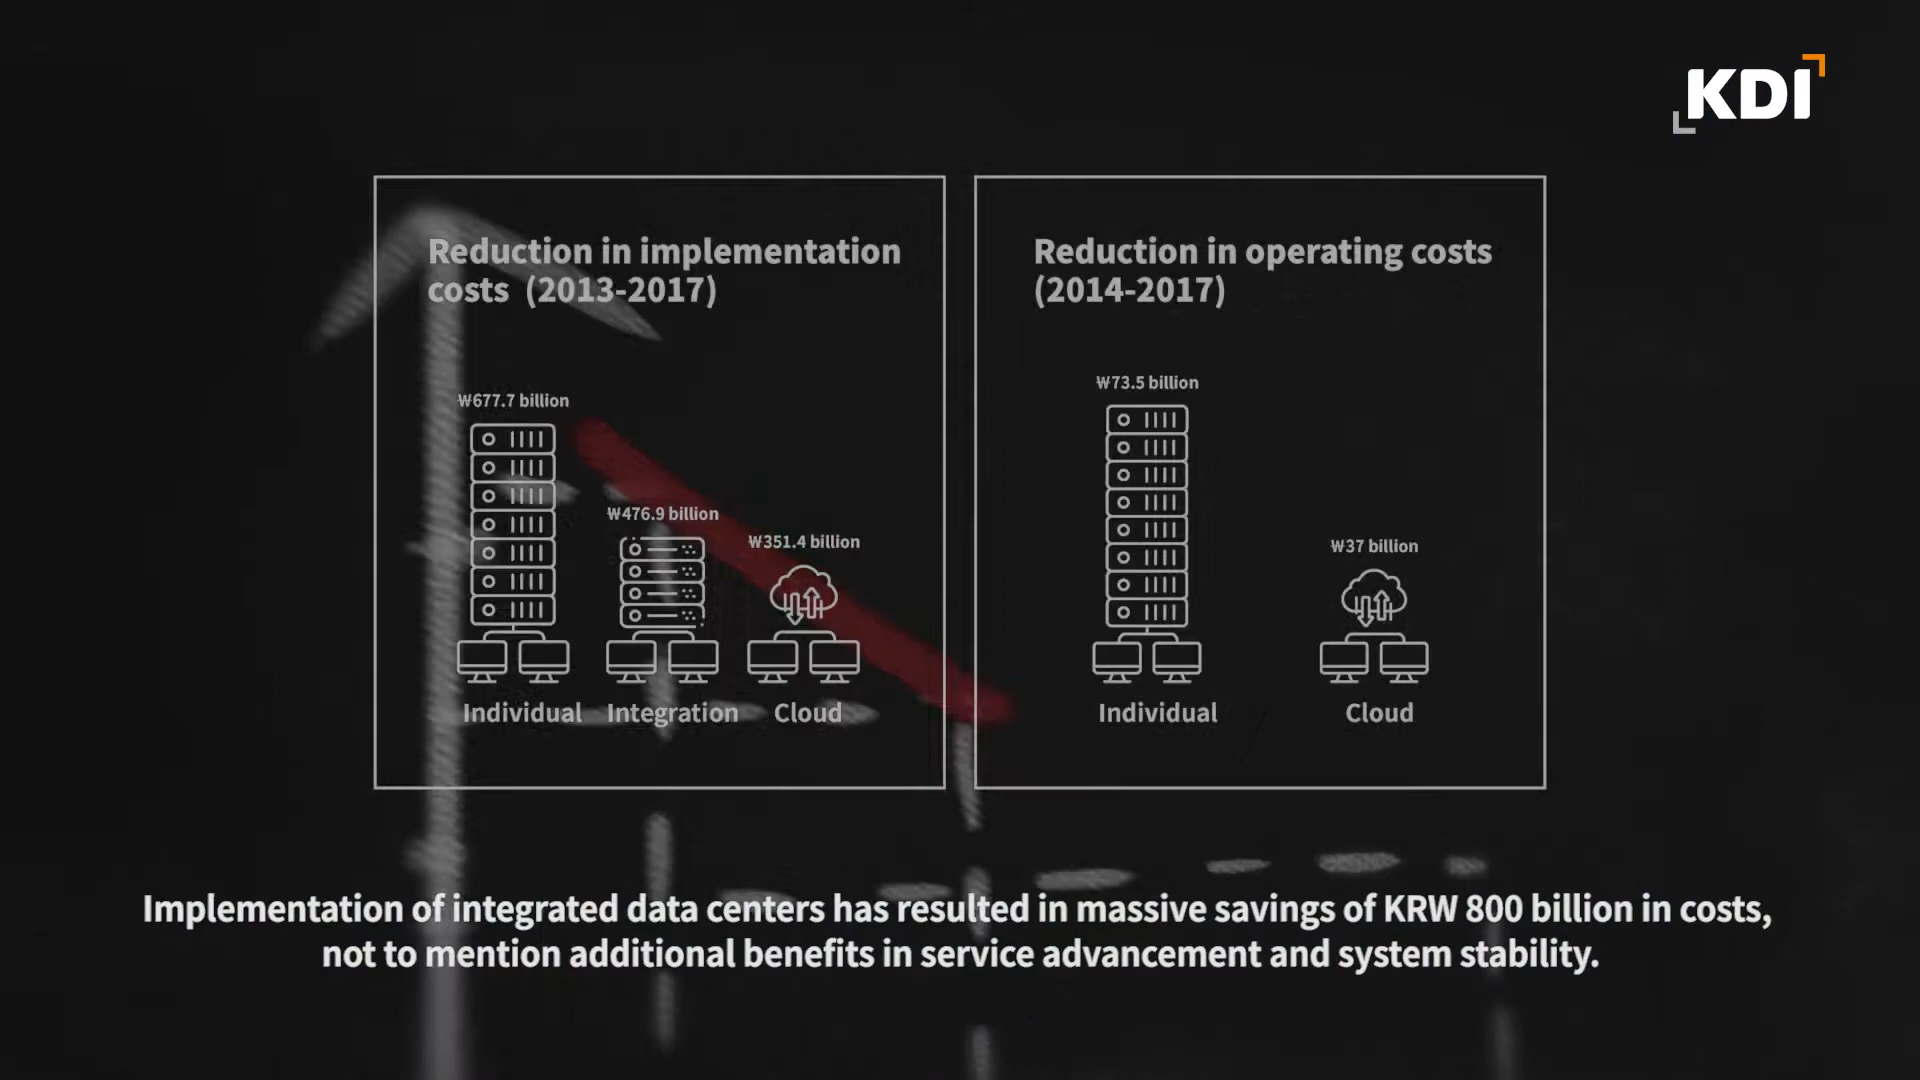 KDI
Reduction in implementation
costs (2013-2017)
₩677.7 billion
₩476.9 billion
₩351.4 billion
Individual
Integration
Cloud
Reduction in operating costs
(2014-2017)
₩73.5 billion
₩37 billion
Individual
Cloud
Implementation of integrated data centers has resulted in massive savings of KRW 800 billion in costs,
not to mention additional benefits in service advancement and system stability.